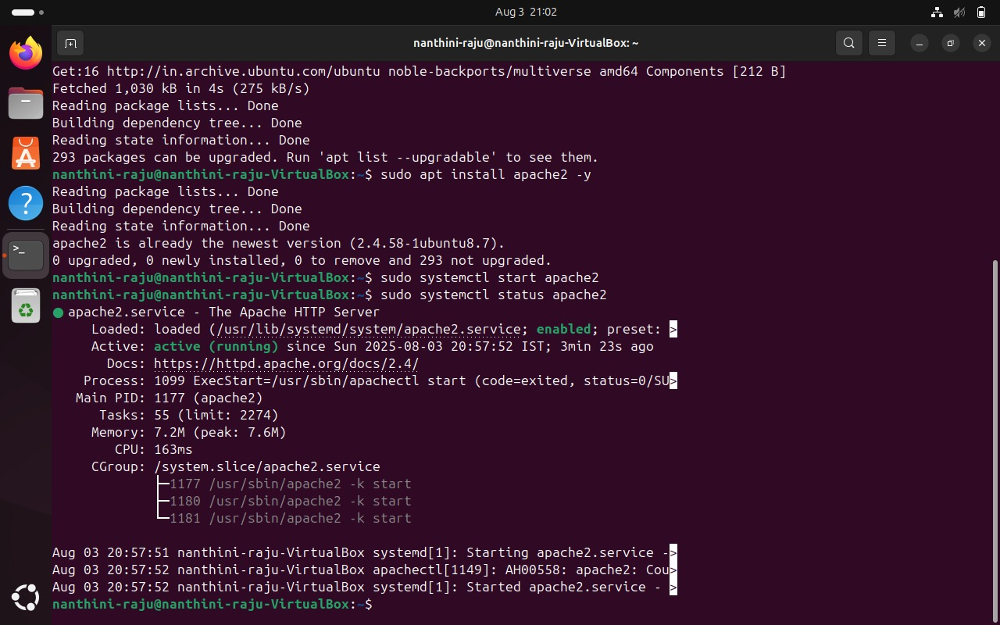 Aug 3 21:02
nanthini-raju@nanthini-raju-VirtualBox: ~
Get:16 http://in.archive.ubuntu.com/ubuntu noble-backports/multiverse amd64 Components [212 B]
Fetched 1,030 kB in 4s (275 kB/s)
Reading package lists... Done
Building dependency tree... Done
Reading state information... Done
293 packages can be upgraded. Run 'apt list --upgradable' to see them.
nanthini-raju@nanthini-raju-VirtualBox:~$ sudo apt install apache2 -y
Reading package lists... Done
Building dependency tree... Done
Reading state information... Done
apache2 is already the newest version (2.4.58-1ubuntu8.7).
0 upgraded, 0 newly installed, 0 to remove and 293 not upgraded.
nanthini-raju@nanthini-raju-VirtualBox:~$ sudo systemctl start apache2
nanthini-raju@nanthini-raju-VirtualBox:~$ sudo systemctl status apache2
● apache2.service - The Apache HTTP Server
Loaded: loaded (/usr/lib/systemd/system/apache2.service; enabled; preset: >
Active: active (running) since Sun 2025-08-03 20:57:52 IST; 3min 23s ago
Docs: https://httpd.apache.org/docs/2.4/
Process: 1099 ExecStart=/usr/sbin/apachectl start (code=exited, status=0/SU>
Main PID: 1177 (apache2)
Tasks: 55 (limit: 2274)
Memory: 7.2M (peak: 7.6M)
CPU: 163ms
CGroup: /system.slice/apache2.service
├─1177 /usr/sbin/apache2 -k start
├─1180 /usr/sbin/apache2 -k start
└─1181 /usr/sbin/apache2 -k start
Aug 03 20:57:51 nanthini-raju-VirtualBox systemd[1]: Starting apache2.service ->
Aug 03 20:57:52 nanthini-raju-VirtualBox apachectl[1149]: AH00558: apache2: Cou>
Aug 03 20:57:52 nanthini-raju-VirtualBox systemd[1]: Started apache2.service - >
nanthini-raju@nanthini-raju-VirtualBox:~$